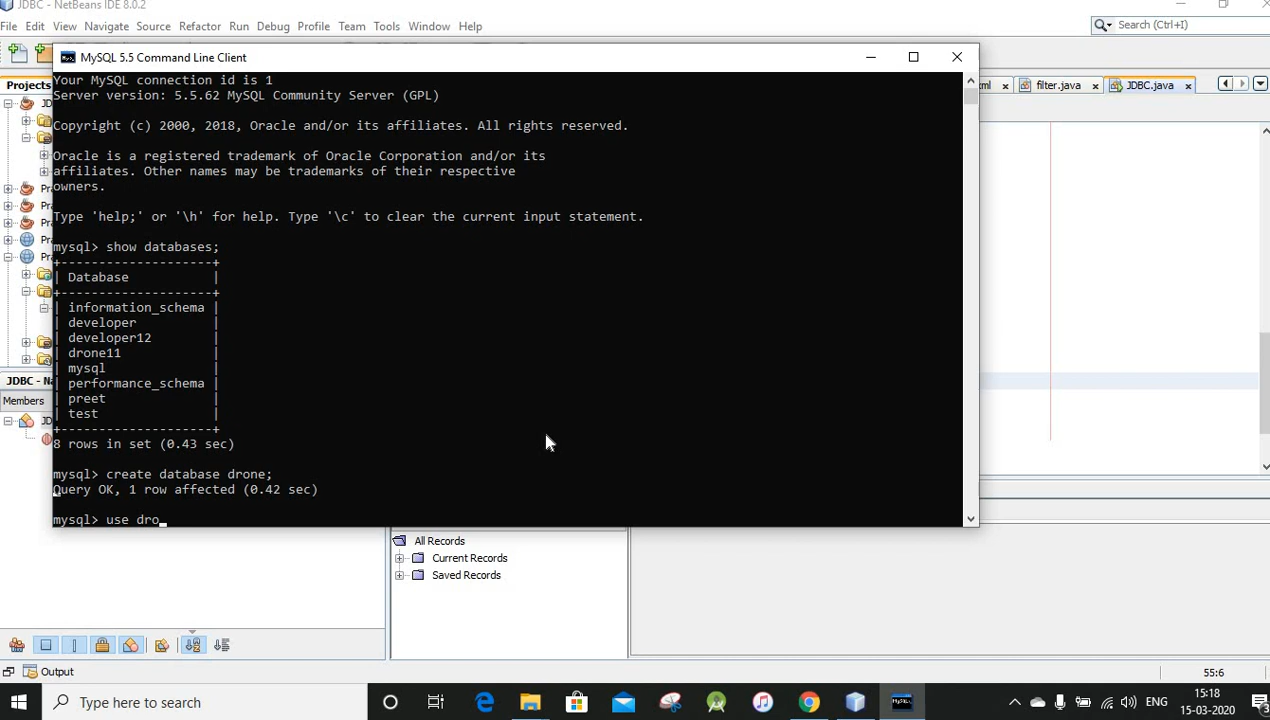 JDBC - NetBeans IDE 8.0.2
File Edit View Navigate Source Refactor Run Debug Profile Team Tools Window Help
Search (Ctrl+I)
MySQL 5.5 Command Line Client
Projects
filter.java
JDBC.java
Your MySQL connection id is 1
Server version: 5.5.62 MySQL Community Server (GPL)
Copyright (c) 2000, 2018, Oracle and/or its affiliates. All rights reserved.
Oracle is a registered trademark of Oracle Corporation and/or its
affiliates. Other names may be trademarks of their respective
owners.
Type 'help;' or '\h' for help. Type '\c' to clear the current input statement.
mysql> show databases;
+--------------------+
| Database           |
+--------------------+
| information_schema |
| developer          |
| developer12        |
| drone11            |
| mysql              |
| performance_schema |
| preet              |
| test               |
+--------------------+
8 rows in set (0.43 sec)
mysql> create database drone;
Query OK, 1 row affected (0.42 sec)
mysql> use dro
JDBC - Na
Members
All Records
Current Records
Saved Records
Output
55:6
Type here to search
ENG
15:18
15-03-2020